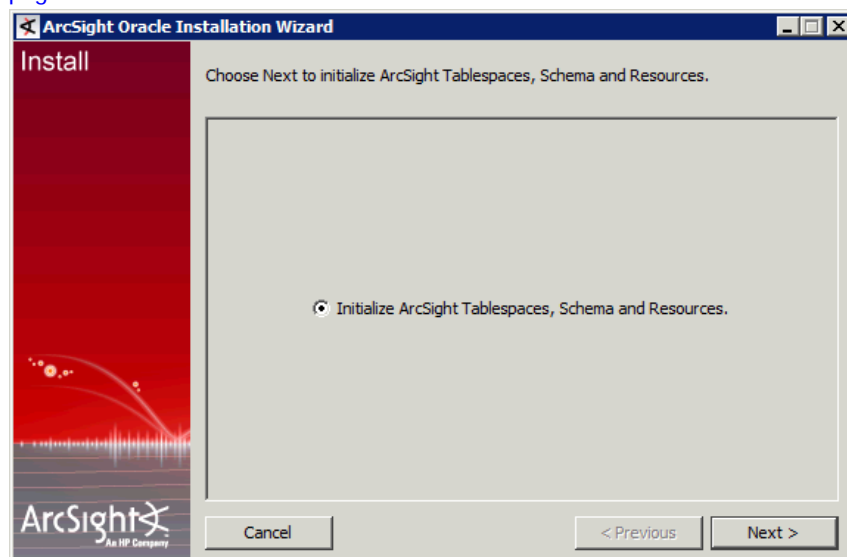 ArcSight Oracle Installation Wizard
Install
Choose Next to initialize ArcSight Tablespaces, Schema and Resources.
Initialize ArcSight Tablespaces, Schema and Resources.
ArcSight
An HP Company
Cancel
< Previous
Next >